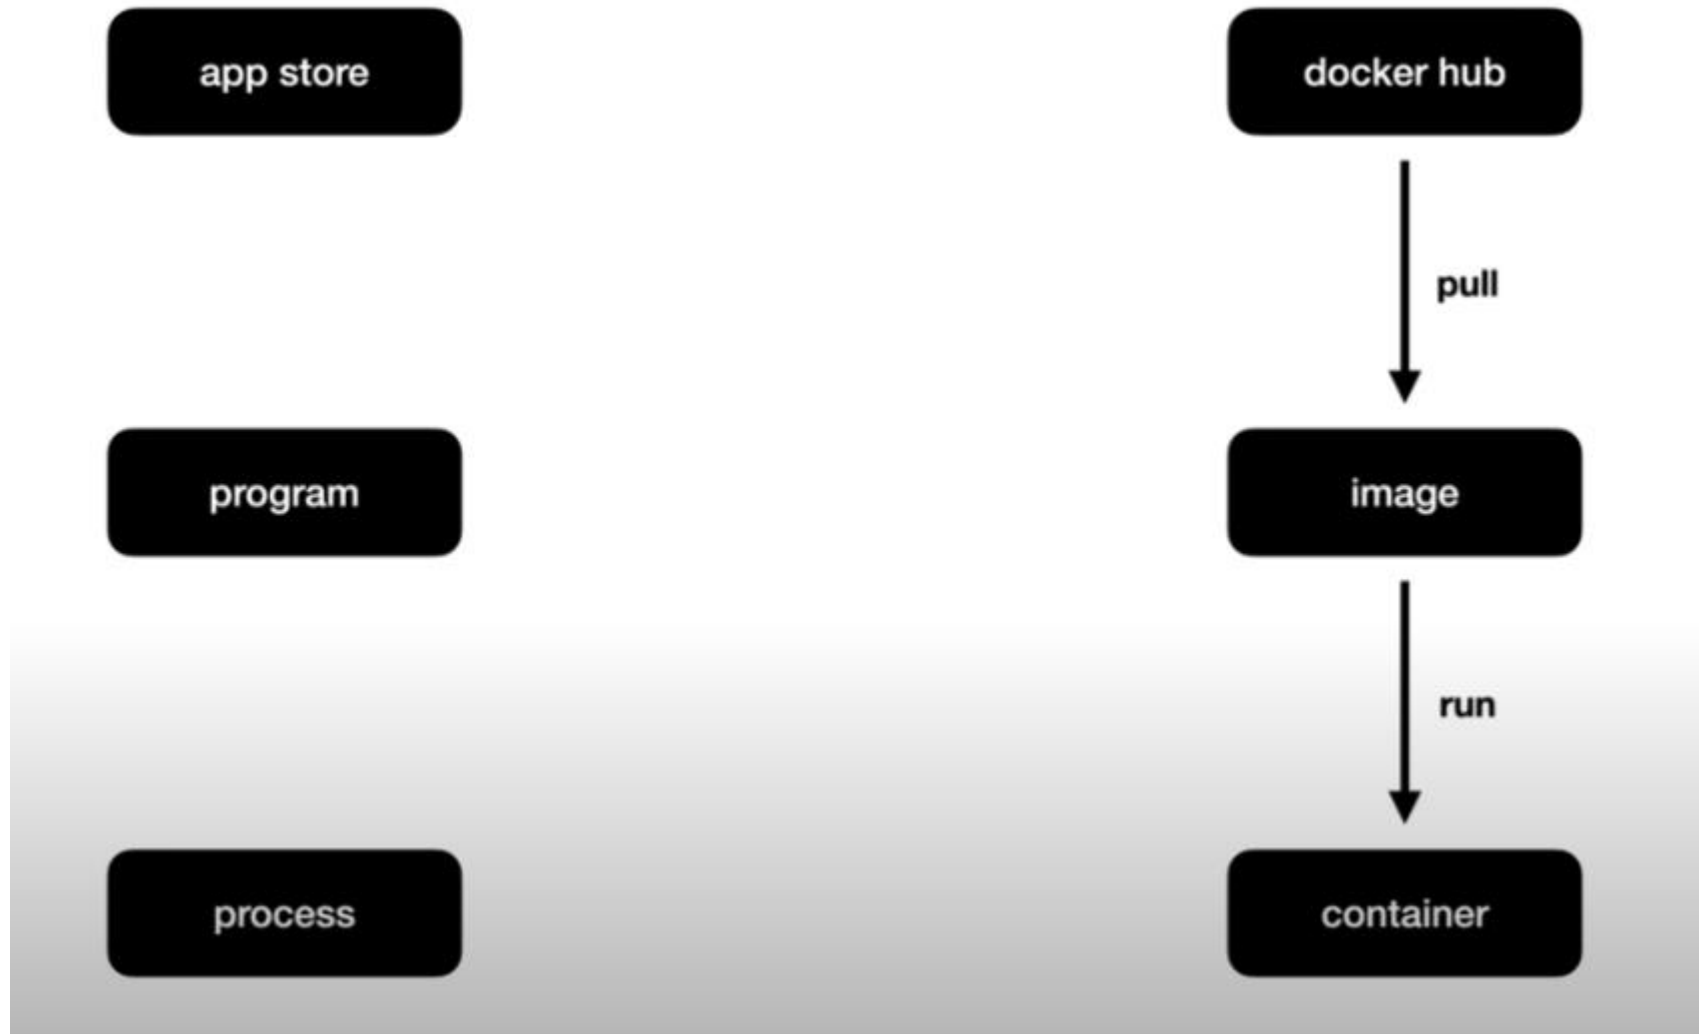 app store
docker hub
pull
program
image
run
process
container